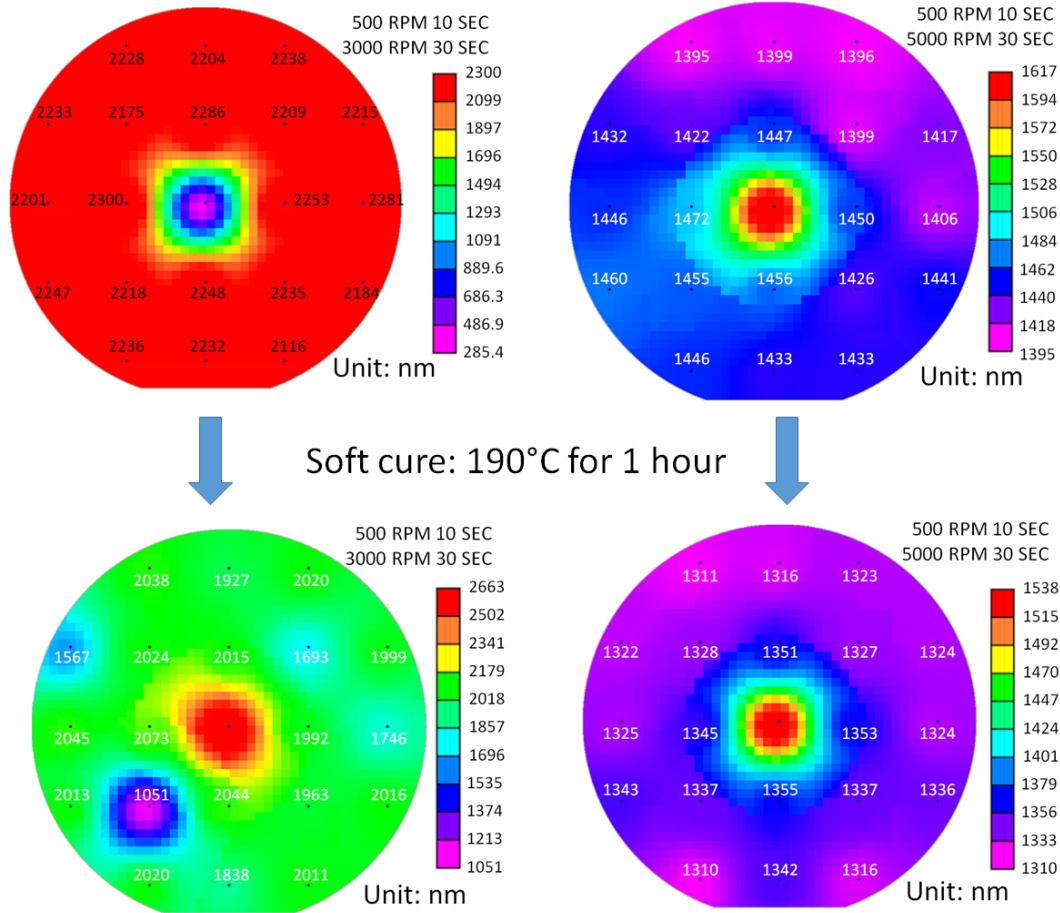 500 RPM 10 SEC
3000 RPM 30 SEC
2228 2204 2238
2233 2175 2286 2209 2215
2201 2300 2253 2281
2247 2218 2248 2235 2184
2236 2232 2116
2300
2099
1897
1696
1494
1293
1091
889.6
686.3
486.9
285.4
Unit: nm
500 RPM 10 SEC
5000 RPM 30 SEC
1395 1399 1396
1432 1422 1447 1399 1417
1446 1472 1450 1406
1460 1455 1456 1426 1441
1446 1433 1433
1617
1594
1572
1550
1528
1506
1484
1462
1440
1418
1395
Unit: nm
Soft cure: 190°C for 1 hour
500 RPM 10 SEC
3000 RPM 30 SEC
2038 1927 2020
1567 2024 2015 1693 1999
2045 2073 1992 1746
2013 1051 2044 1963 2016
2020 1838 2011
2663
2502
2341
2179
2018
1857
1696
1535
1374
1213
1051
Unit: nm
500 RPM 10 SEC
5000 RPM 30 SEC
1311 1316 1323
1322 1328 1351 1327 1324
1325 1345 1353 1324
1343 1337 1355 1337 1336
1310 1342 1316
1538
1515
1492
1470
1447
1424
1401
1379
1356
1333
1310
Unit: nm